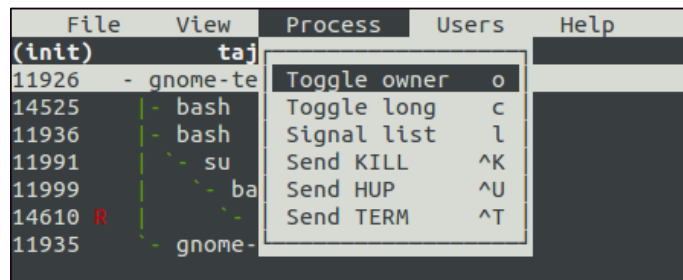 File View Process Users Help
(init) taj
11926 - gnome-te Toggle owner o
14525 |- bash Toggle long c
11936 |- bash Signal list l
11991 | `- su Send KILL ^K
11999 | `- ba Send HUP ^U
14610 R | `- Send TERM ^T
11935 `- gnome-